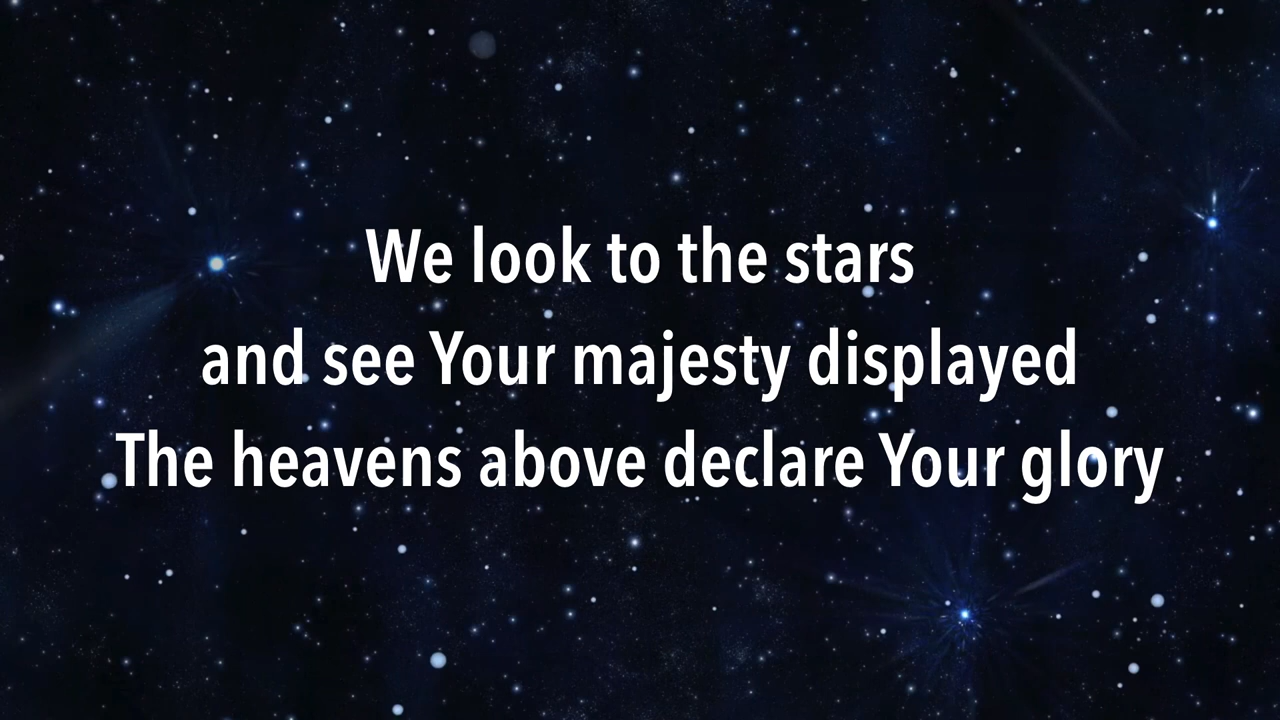 We look to the stars
and see Your majesty displayed
The heavens above declare Your glory